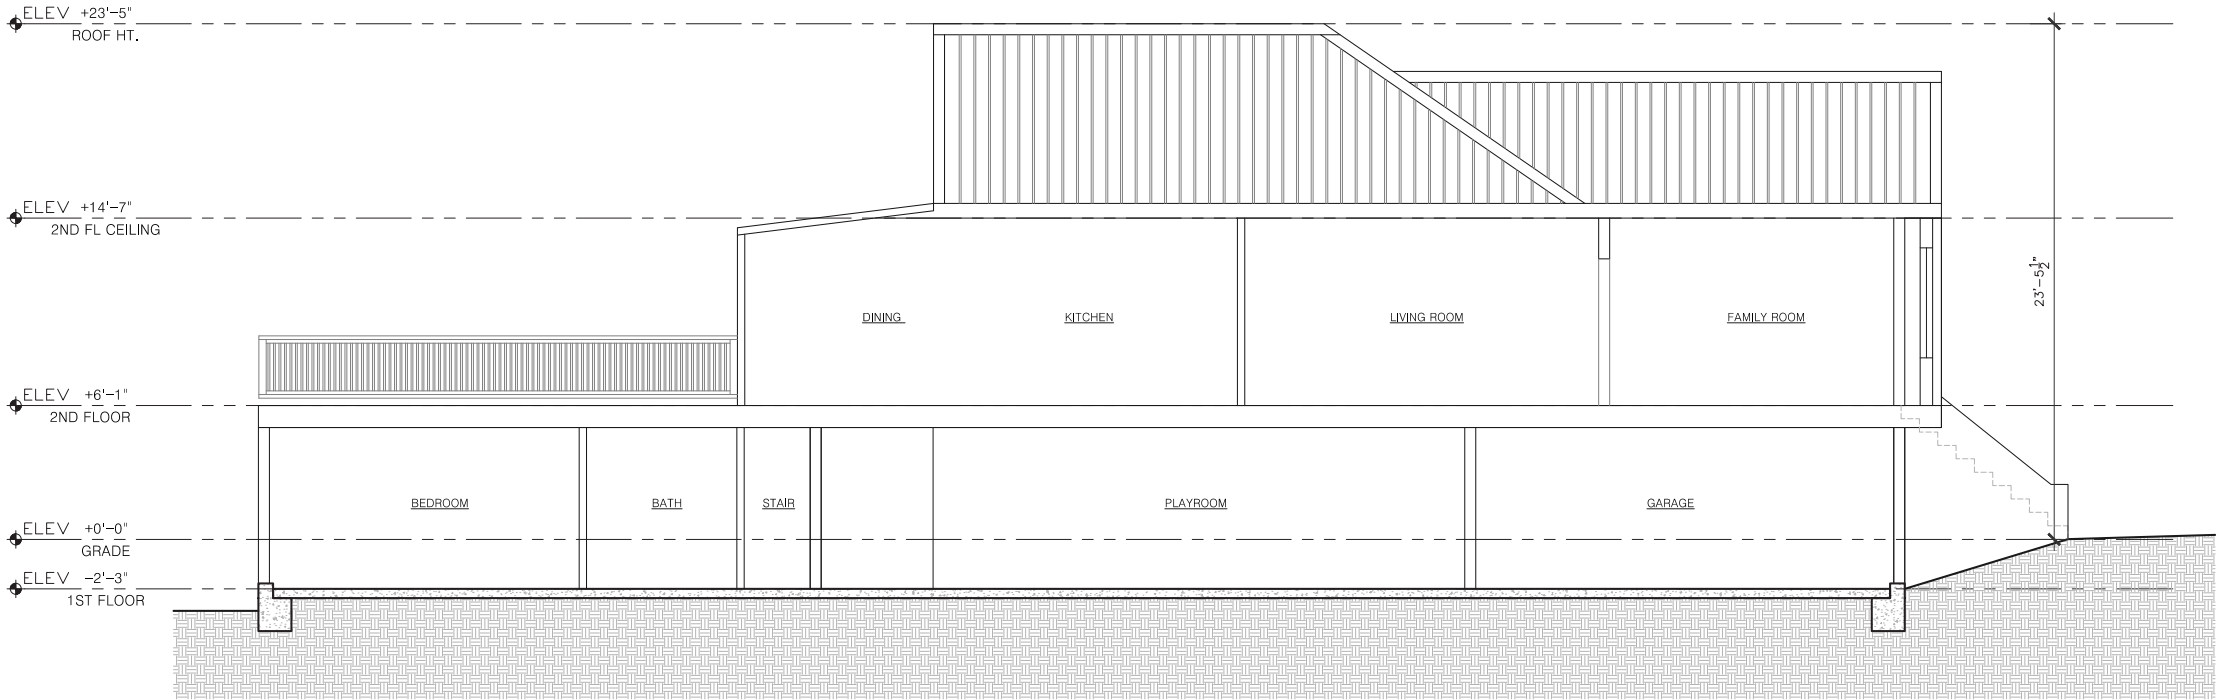 ELEV +23'-5"
ROOF HT.
ELEV +14'-7"
2ND FL CEILING
23'-5½"
DINING
KITCHEN
LIVING ROOM
FAMILY ROOM
ELEV +6'-1"
2ND FLOOR
BEDROOM
BATH
STAIR
PLAYROOM
GARAGE
ELEV +0'-0"
GRADE
ELEV -2'-3"
1ST FLOOR